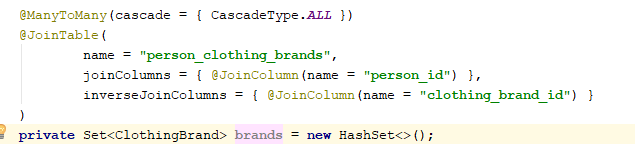 @ManyToMany(cascade = { CascadeType.ALL })
@JoinTable(
name = "person_clothing_brands",
joinColumns = { @JoinColumn(name = "person_id") },
inverseJoinColumns = { @JoinColumn(name = "clothing_brand_id") }
)
private Set<ClothingBrand> brands = new HashSet<>();